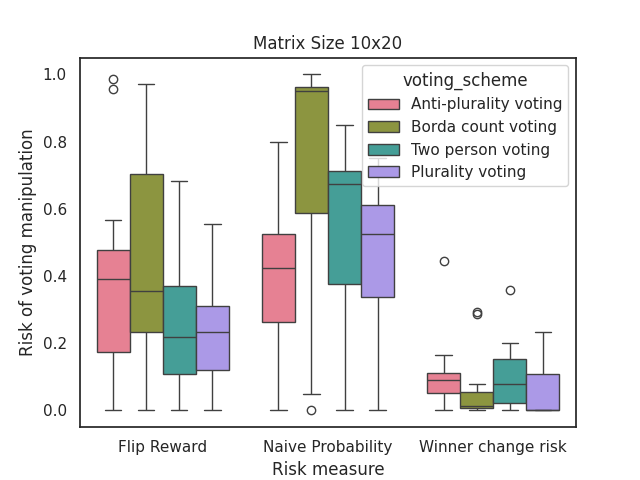 Matrix Size 10x20
voting_scheme
Anti-plurality voting
Borda count voting
Two person voting
Plurality voting
Risk of voting manipulation
1.0
0.8
0.6
0.4
0.2
0.0
Flip Reward
Naive Probability
Winner change risk
Risk measure